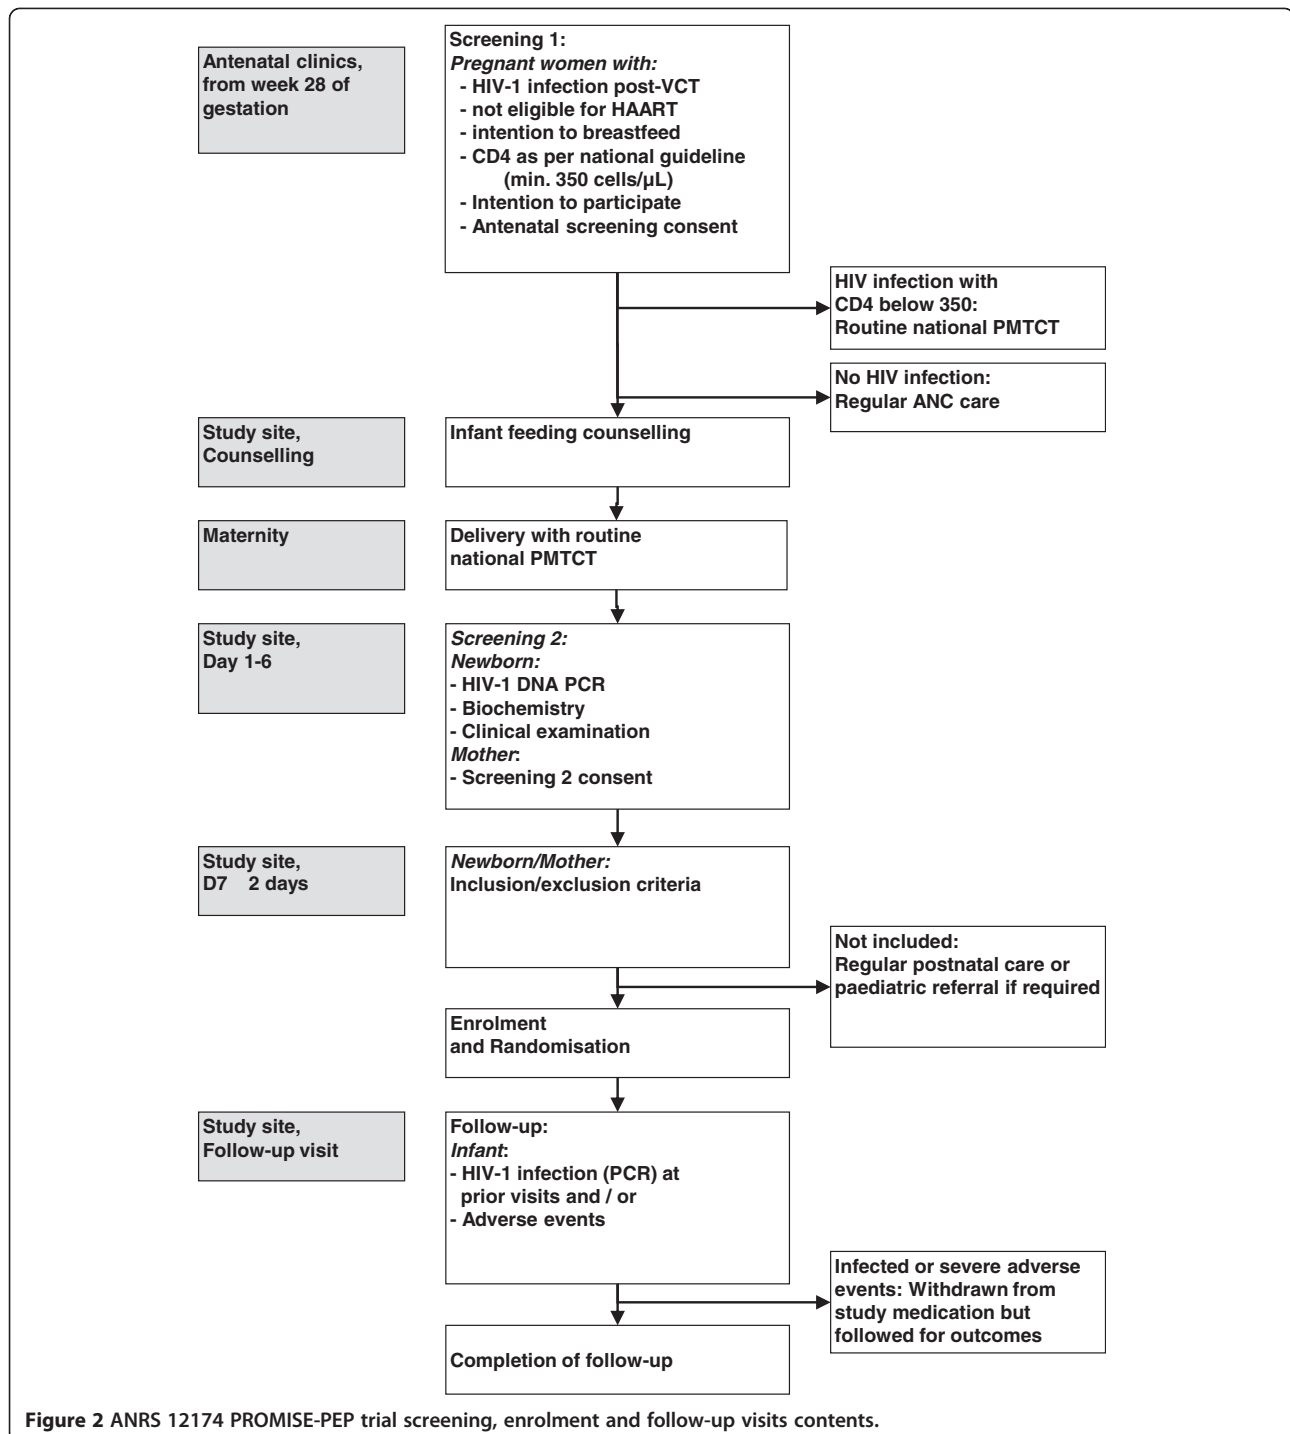 Antenatal clinics,
from week 28 of
gestation
Screening 1:
Pregnant women with:
- HIV-1 infection post-VCT
- not eligible for HAART
- intention to breastfeed
- CD4 as per national guideline
(min. 350 cells/µL)
- Intention to participate
- Antenatal screening consent
HIV infection with
CD4 below 350:
Routine national PMTCT
No HIV infection:
Regular ANC care
Study site,
Counselling
Infant feeding counselling
Maternity
Delivery with routine
national PMTCT
Study site,
Day 1-6
Screening 2:
Newborn:
- HIV-1 DNA PCR
- Biochemistry
- Clinical examination
Mother:
- Screening 2 consent
Study site,
D7 2 days
Newborn/Mother:
Inclusion/exclusion criteria
Not included:
Regular postnatal care or
paediatric referral if required
Enrolment
and Randomisation
Study site,
Follow-up visit
Follow-up:
Infant:
- HIV-1 infection (PCR) at
prior visits and / or
- Adverse events
Infected or severe adverse
events: Withdrawn from
study medication but
followed for outcomes
Completion of follow-up
Figure 2 ANRS 12174 PROMISE-PEP trial screening, enrolment and follow-up visits contents.